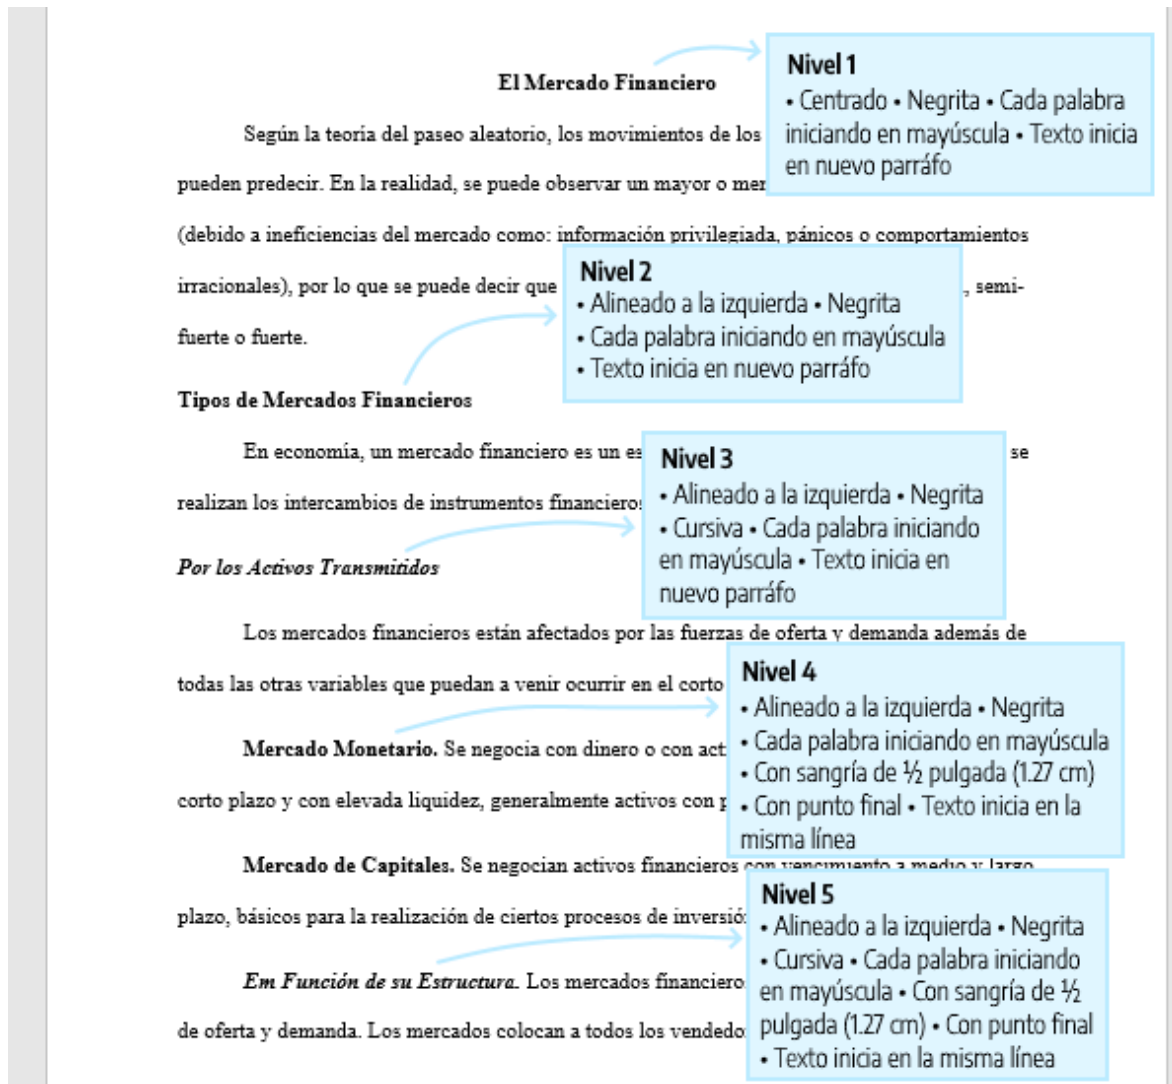 El Mercado Financiero
Nivel 1
• Centrado • Negrita • Cada palabra
iniciando en mayúscula • Texto inicia
en nuevo parráfo
Según la teoría del paseo aleatorio, los movimientos de los
pueden predecir. En la realidad, se puede observar un mayor o
(debido a ineficiencias del mercado como: información privilegiada, pánicos o comportamientos
irracionales), por lo que se puede decir que
, semi-
fuerte o fuerte.
Nivel 2
• Alineado a la izquierda • Negrita
• Cada palabra iniciando en mayúscula
• Texto inicia en nuevo parráfo
Tipos de Mercados Financieros
En economía, un mercado financiero es un
se
realizan los intercambios de instrumentos financieros
Nivel 3
• Alineado a la izquierda • Negrita
• Cursiva • Cada palabra iniciando
en mayúscula • Texto inicia en
nuevo parráfo
Por los Activos Transmitidos
Los mercados financieros están afectados por las fuerzas de oferta y demanda además de
todas las otras variables que puedan a venir ocurrir en el corto
Nivel 4
• Alineado a la izquierda • Negrita
• Cada palabra iniciando en mayúscula
• Con sangría de ½ pulgada (1.27 cm)
• Con punto final • Texto inicia en la
misma línea
Mercado Monetario. Se negocia con dinero o con
corto plazo y con elevada liquidez, generalmente activos con
Mercado de Capitales. Se negocian activos financieros con vencimiento a medio y largo
plazo, básicos para la realización de ciertos procesos de inversión
Nivel 5
• Alineado a la izquierda • Negrita
• Cursiva • Cada palabra iniciando
en mayúscula • Con sangría de ½
pulgada (1.27 cm) • Con punto final
• Texto inicia en la misma línea
Em Función de su Estructura. Los mercados financieros
de oferta y demanda. Los mercados colocan a todos los